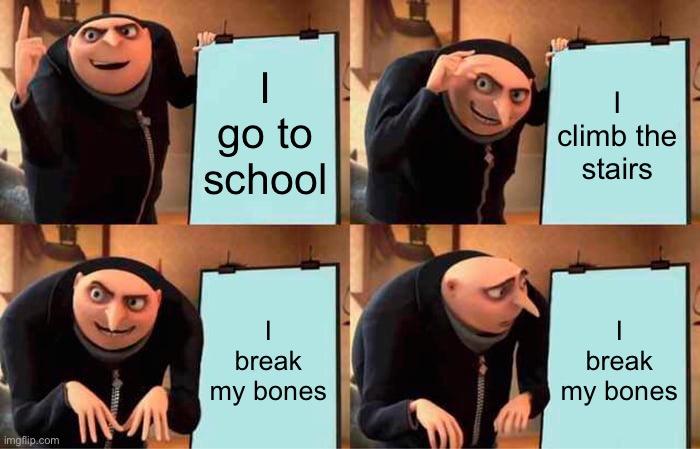 I
go to
school
I
climb the
stairs
I
break
my bones
I
break
my bones
imgflip.com